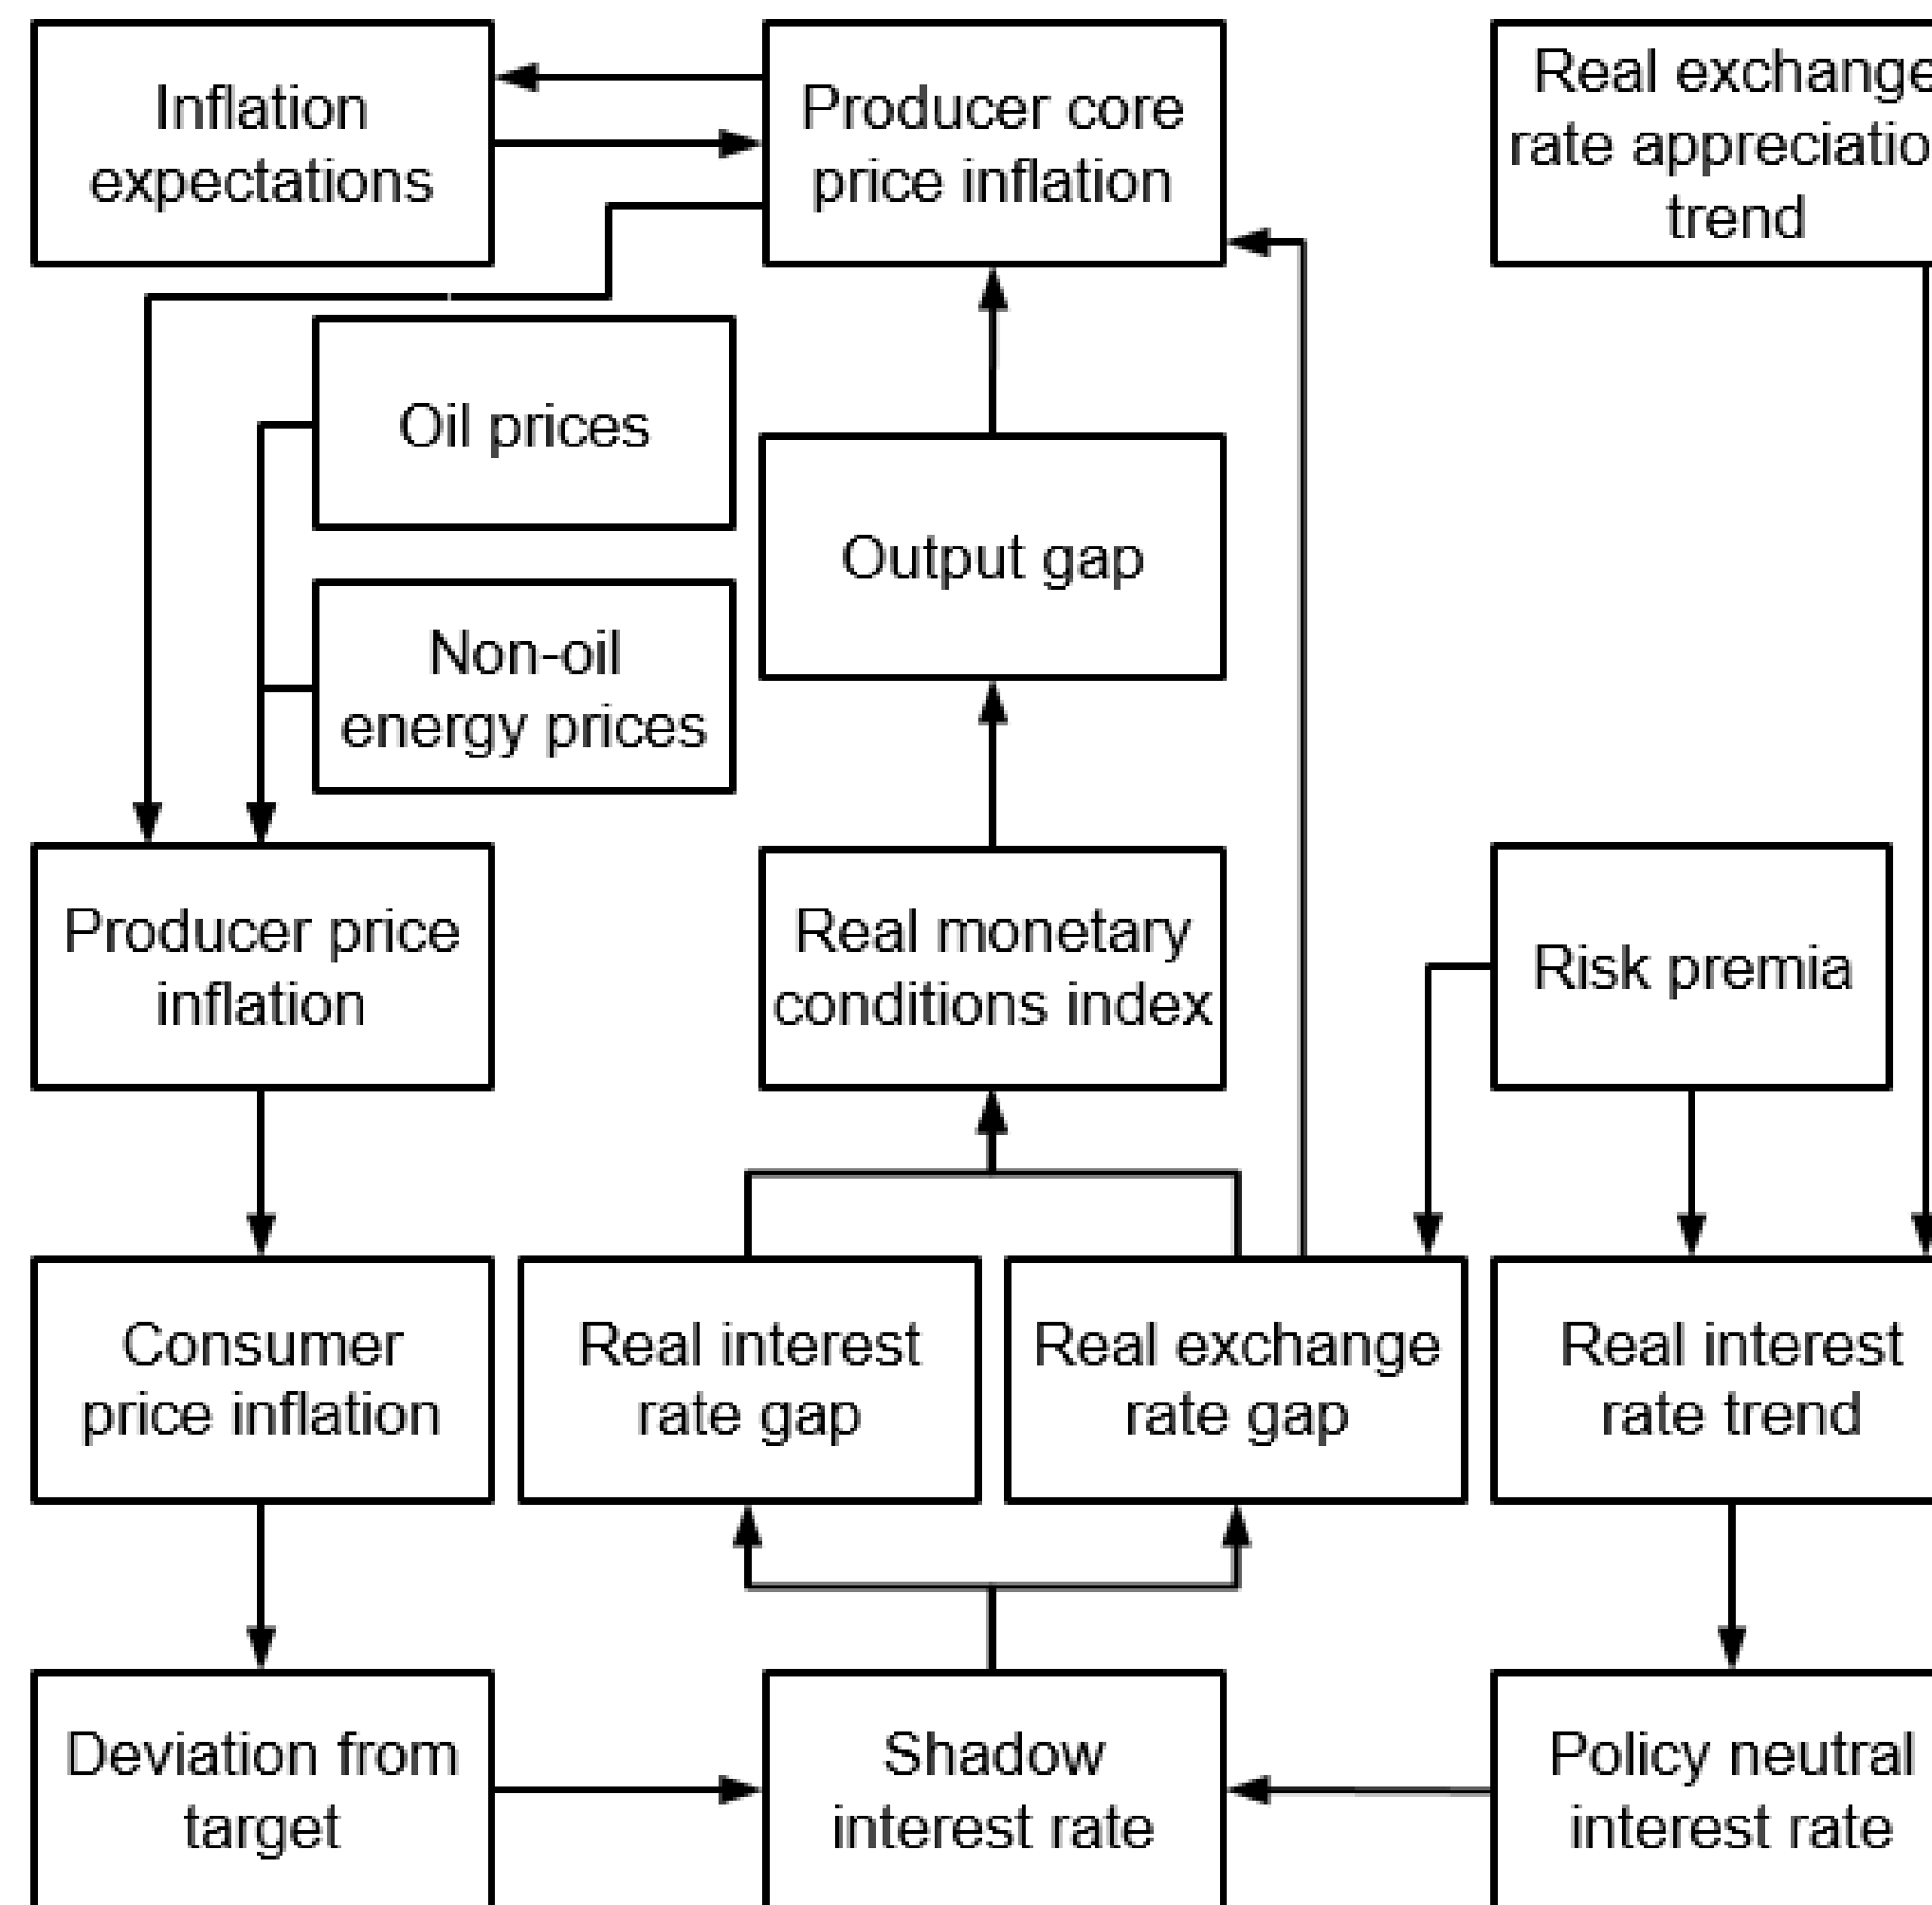 Inflation
expectations
Producer core
price inflation
Real exchange
rate appreciatio
trend
Oil prices
Output gap
Non-oil
energy prices
Producer price
inflation
Real monetary
conditions index
Risk premia
Consumer
price inflation
Real interest
rate gap
Real exchange
rate gap
Real interest
rate trend
Deviation from
target
Shadow
interest rate
Policy neutral
interest rate